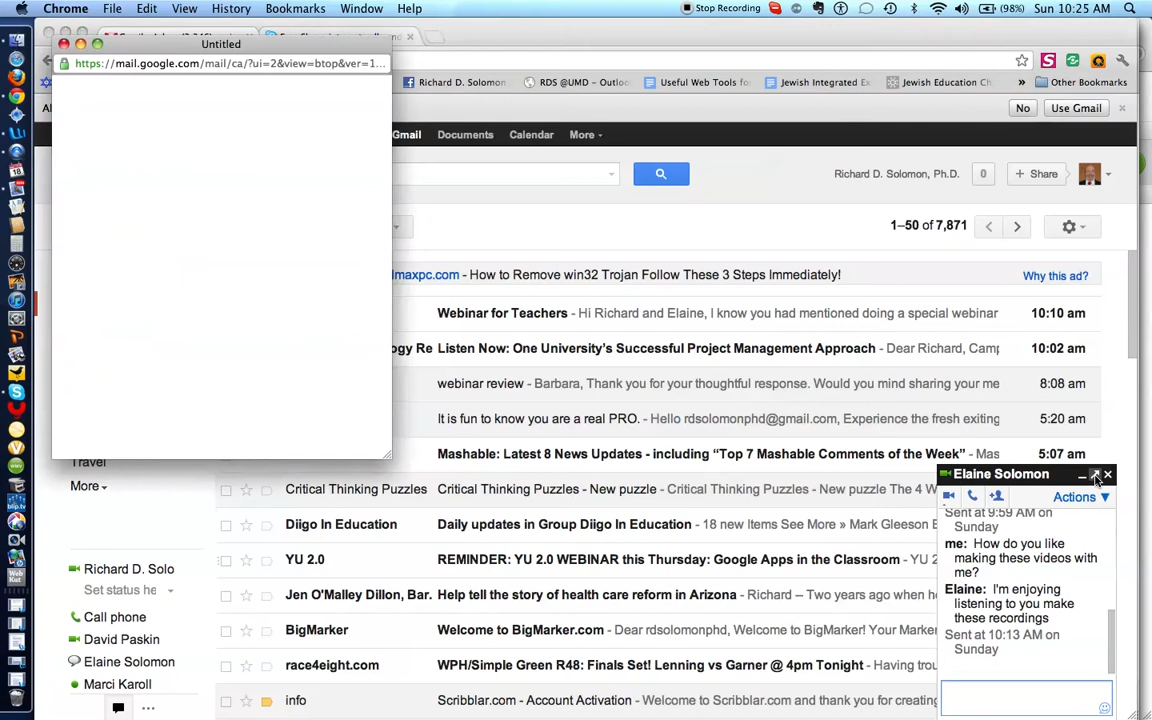 Chrome File Edit View History Bookmarks Window Help Stop Recording (98%) Sun 10:25 AM
Untitled
https://mail.google.com/mail/ca/?ui=2&view=btop&ver=1...
Richard D. Solomon RDS @UMD – Outloo Useful Web Tools for Jewish Integrated Ex Jewish Education Ch » Other Bookmarks
No Use Gmail
Gmail Documents Calendar More
Richard D. Solomon, Ph.D. 0 + Share
1–50 of 7,871
lmaxpc.com - How to Remove win32 Trojan Follow These 3 Steps Immediately! Why this ad?
Webinar for Teachers - Hi Richard and Elaine, I know you had mentioned doing a special webinar 10:10 am
ogy Re Listen Now: One University's Successful Project Management Approach - Dear Richard, Camp 10:02 am
webinar review - Barbara, Thank you for your thoughtful response. Would you mind sharing your me 8:08 am
It is fun to know you are a real PRO. - Hello rdsolomonphd@gmail.com, Experience the fresh exiting 5:20 am
Mashable: Latest 8 News Updates - including "Top 7 Mashable Comments of the Week" - Mas 5:07 am
Travel
More
Critical Thinking Puzzles Critical Thinking Puzzles - New puzzle - Critical Thinking Puzzles The 4 W
Diigo In Education Daily updates in Group Diigo In Education - 18 new Items See More » Mark Gleeson
YU 2.0 REMINDER: YU 2.0 WEBINAR this Thursday: Google Apps in the Classroom - YU 2
Jen O'Malley Dillon, Bar. Help tell the story of health care reform in Arizona - Richard – Two years ago when he
BigMarker Welcome to BigMarker.com - Dear rdsolomonphd, Welcome to BigMarker! Your Marker
race4eight.com WPH/Simple Green R48: Finals Set! Lenning vs Garner @ 4pm Tonight - Having trou
info Scribblar.com - Account Activation - Welcome to Scribblar.com and thank you for creating
Richard D. Solo
Set status he
Call phone
David Paskin
Elaine Solomon
Marci Karoll
Elaine Solomon
Actions
Sent at 9:59 AM on
Sunday
me: How do you like
making these videos with
me?
Elaine: I'm enjoying
listening to you make
these recordings
Sent at 10:13 AM on
Sunday